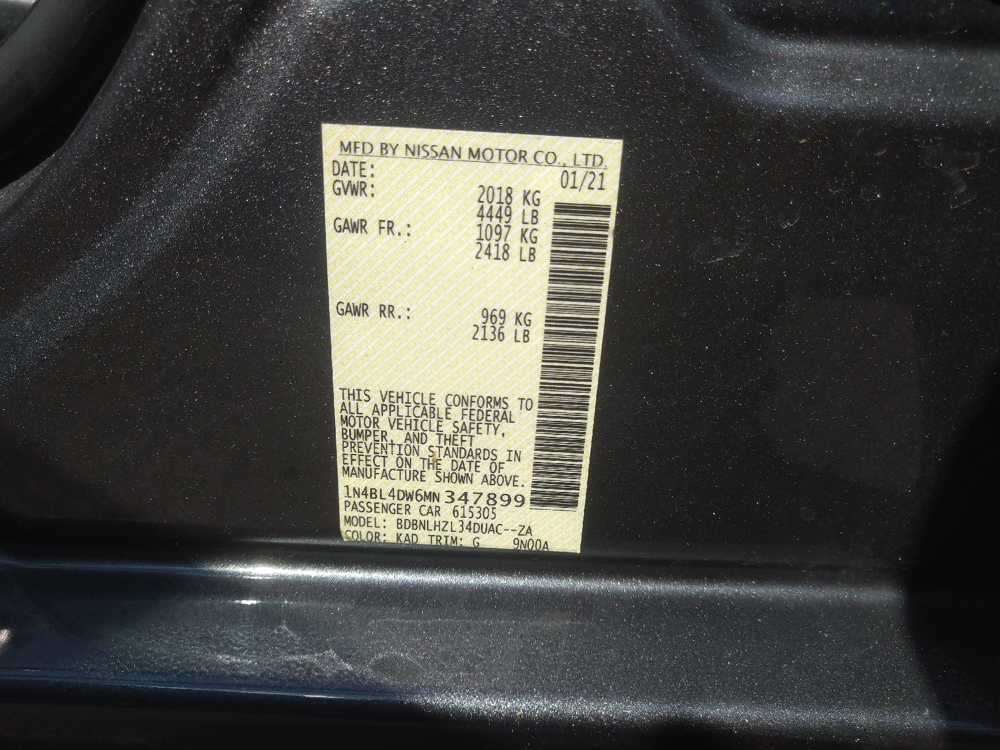 MFD BY NISSAN MOTOR CO., LTD.
DATE: 01/21
GVWR: 2018 KG
4449 LB
GAWR FR.: 1097 KG
2418 LB
GAWR RR.: 969 KG
2136 LB
THIS VEHICLE CONFORMS TO
ALL APPLICABLE FEDERAL
MOTOR VEHICLE SAFETY,
BUMPER, AND THEFT
PREVENTION STANDARDS IN
EFFECT ON THE DATE OF
MANUFACTURE SHOWN ABOVE.
1N4BL4DW6MN347899
PASSENGER CAR 615305
MODEL: BDBNLHZL34DUAC--ZA
COLOR: KAD TRIM: G 9N00A